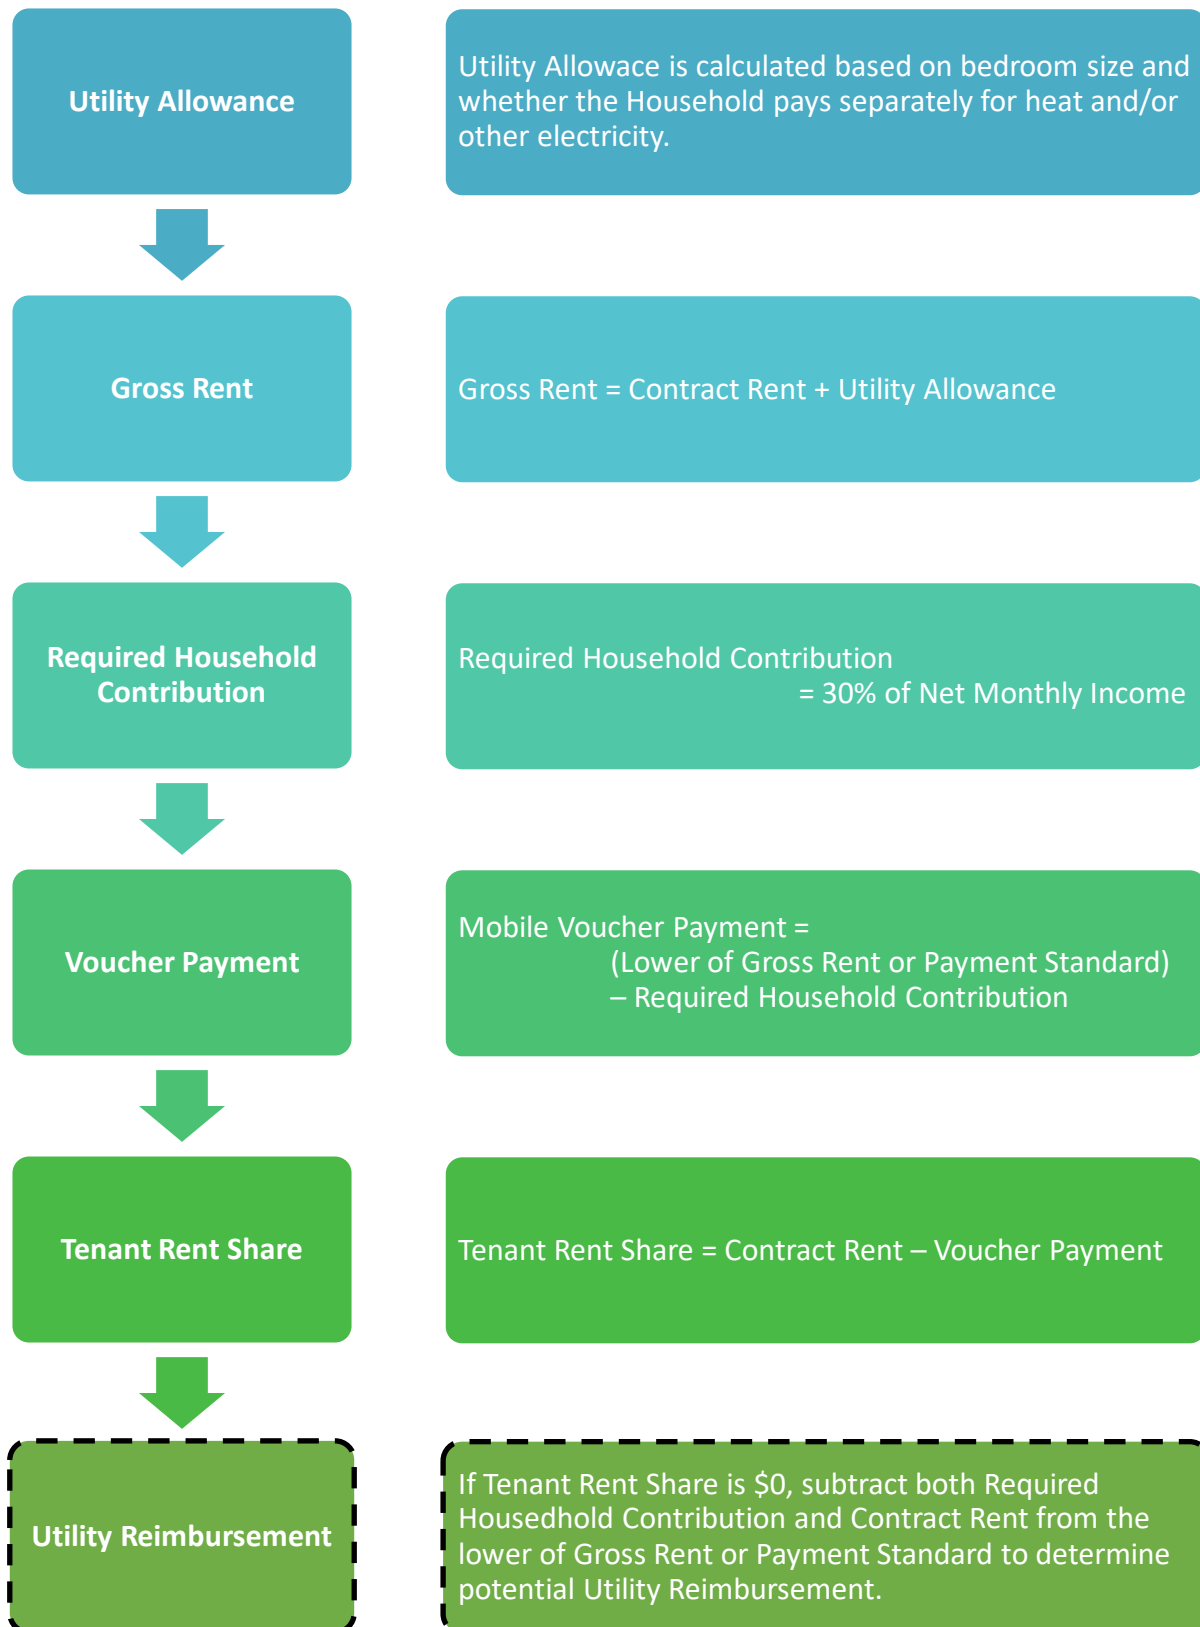 Utility Allowance
Utility Allowace is calculated based on bedroom size and
whether the Household pays separately for heat and/or
other electricity.
Gross Rent
Gross Rent = Contract Rent + Utility Allowance
Required Household
Contribution
Required Household Contribution
= 30% of Net Monthly Income
Voucher Payment
Mobile Voucher Payment =
(Lower of Gross Rent or Payment Standard)
– Required Household Contribution
Tenant Rent Share
Tenant Rent Share = Contract Rent – Voucher Payment
Utility Reimbursement
If Tenant Rent Share is $0, subtract both Required
Housedhold Contribution and Contract Rent from the
lower of Gross Rent or Payment Standard to determine
potential Utility Reimbursement.